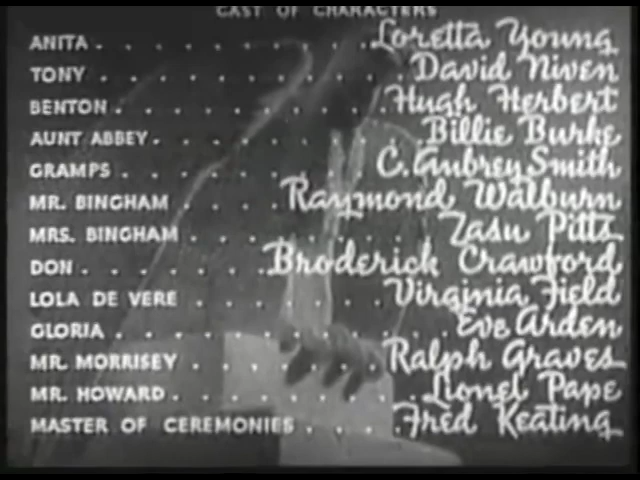 CAST OF CHARACTERS
ANITA. . . . . . . . . . . Loretta Young
TONY . . . . . . . . . . . . David Niven
BENTON. . . . . . . . . . . Hugh Herbert
AUNT ABBEY. . . . . . . . . . Billie Burke
GRAMPS . . . . . . . . . . C. Aubrey Smith
MR. BINGHAM . . . . . Raymond Walburn
MRS. BINGHAM . . . . . . . . . Zasu Pitts
DON . . . . . . . . Broderick Crawford
LOLA DE VERE . . . . . . . Virginia Field
GLORIA . . . . . . . . . . . . . Eve Arden
MR. MORRISEY . . . . . . . Ralph Graves
MR. HOWARD. . . . . . . . . Lionel Pape
MASTER OF CEREMONIES . . . . Fred Keating